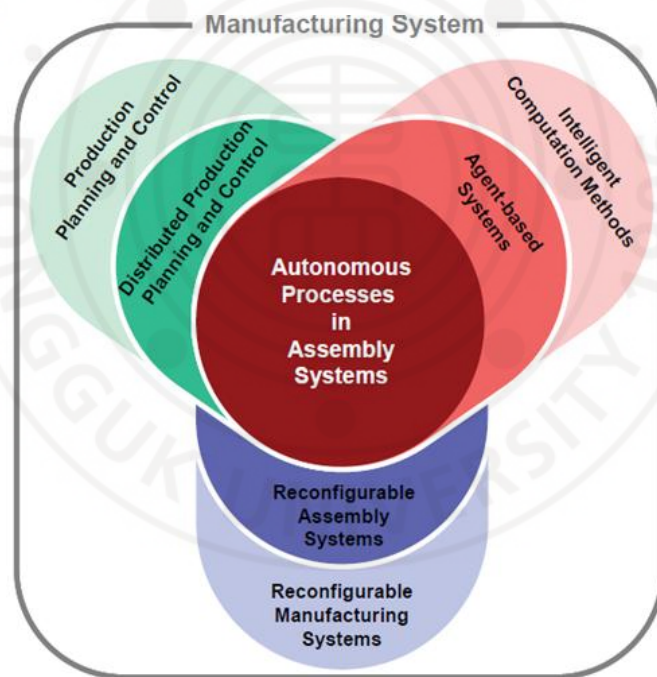 Manufacturing System
Production
Planning and Control
Distributed Production
Planning and Control
Intelligent
Computation Methods
Agent-based
Systems
Autonomous
Processes
in
Assembly
Systems
Reconfigurable
Assembly
Systems
Reconfigurable
Manufacturing
Systems